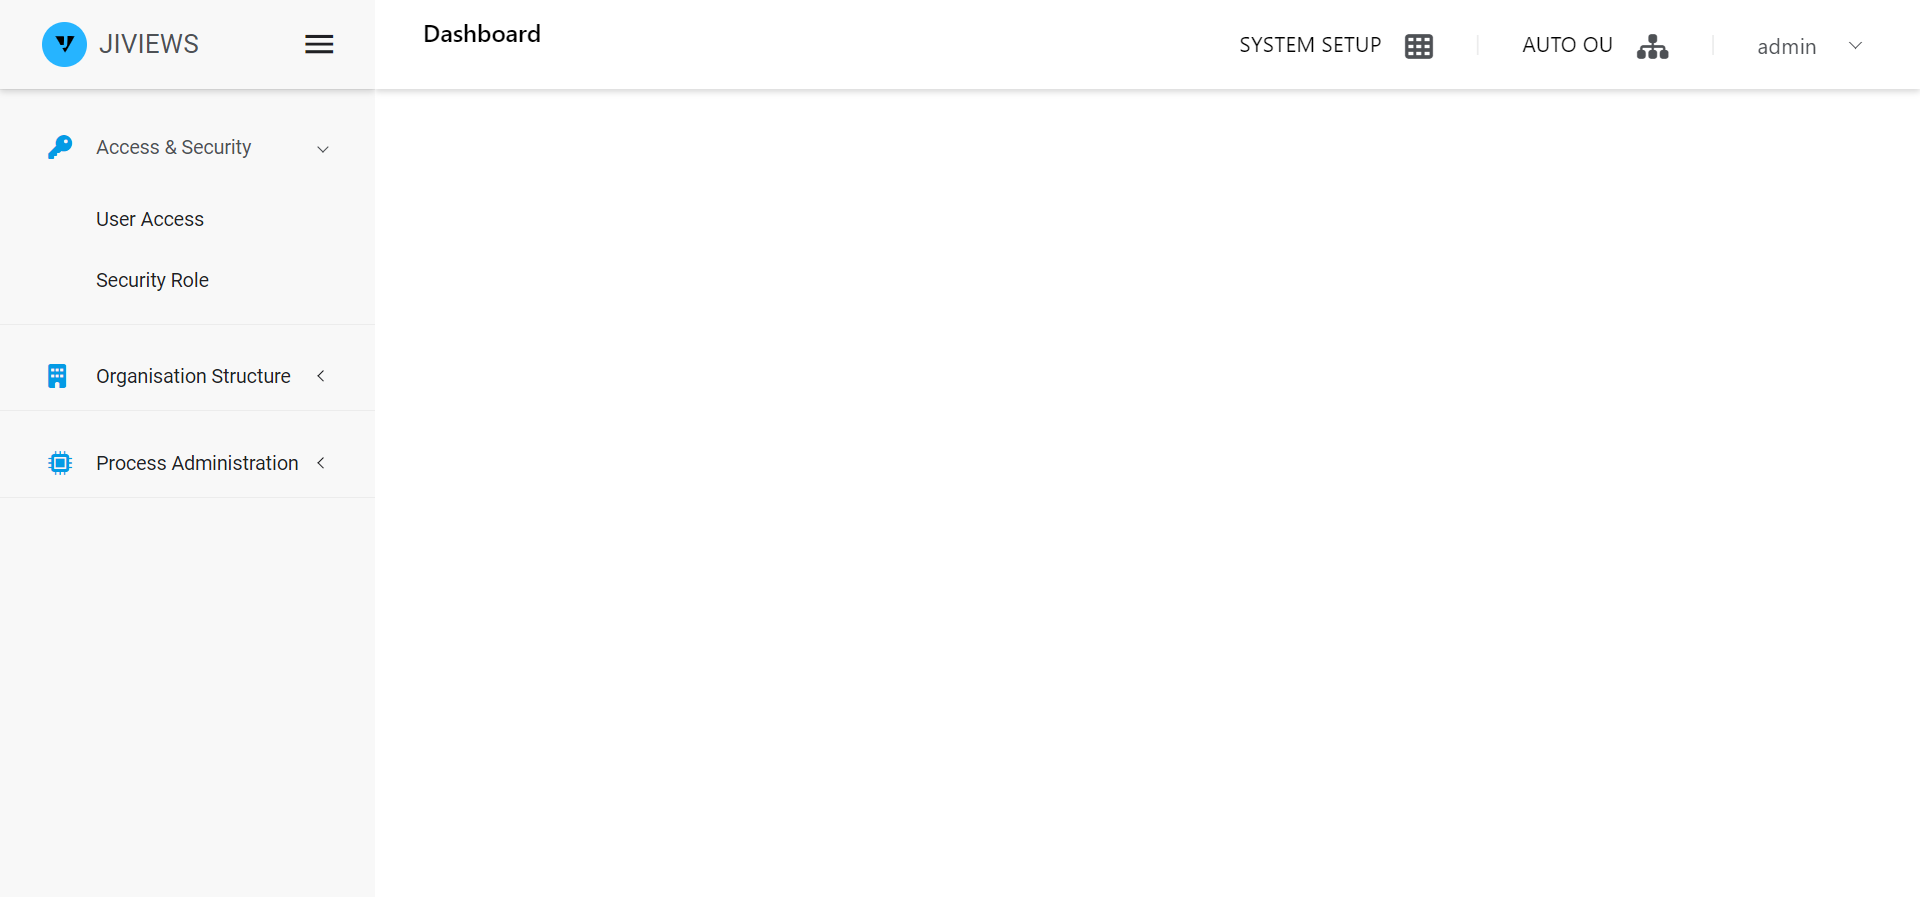 JIVIEWS
Dashboard
SYSTEM SETUP
AUTO OU
admin
Access & Security
User Access
Security Role
Organisation Structure
Process Administration